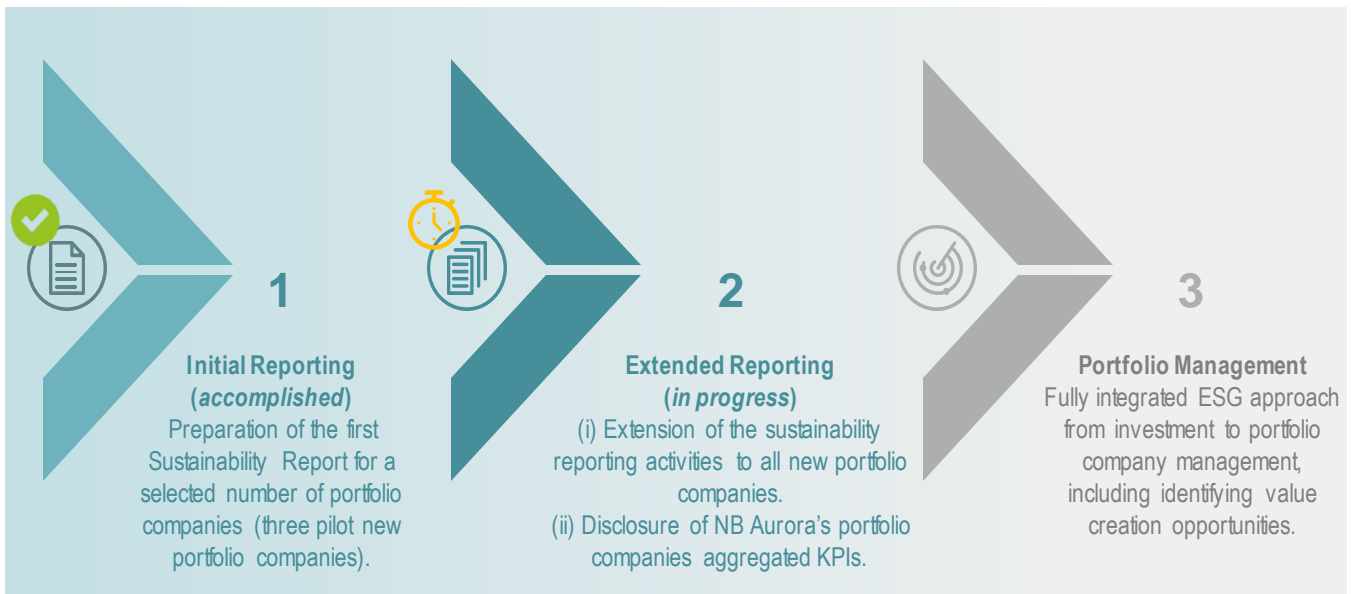 1
Initial Reporting
(accomplished)
Preparation of the first
Sustainability Report for a
selected number of portfolio
companies (three pilot new
portfolio companies).
2
Extended Reporting
(in progress)
(i) Extension of the sustainability
reporting activities to all new portfolio
companies.
(ii) Disclosure of NB Aurora's portfolio
companies aggregated KPIs.
3
Portfolio Management
Fully integrated ESG approach
from investment to portfolio
company management,
including identifying value
creation opportunities.